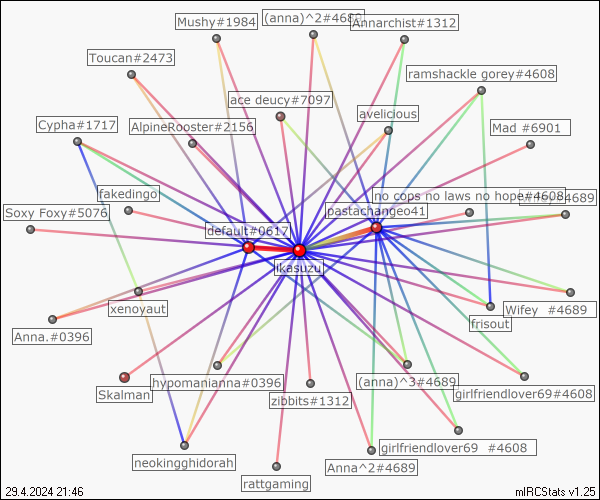 Mushy#1984
(anna)^2#4689
Annarchist#1312
Toucan#2473
ramshackle gorey#4608
ace deucy#7097
avelicious
Cypha#1717
AlpineRooster#2156
Mad #6901
fakedingo
no cops no laws no hope#4608
#4689
Soxy Foxy#5076
pastachangeo41
default#0617
likasuzu
xenoyaut
Wifey #4689
frisout
Anna.#0396
Skalman
hypomanianna#0396
(anna)^3#4689
zibbits#1312
girlfriendlover69#4608
girlfriendlover69 #4608
neokingghidorah
Anna^2#4689
rattgaming
29.4.2024 21:46
mIRCStats v1.25